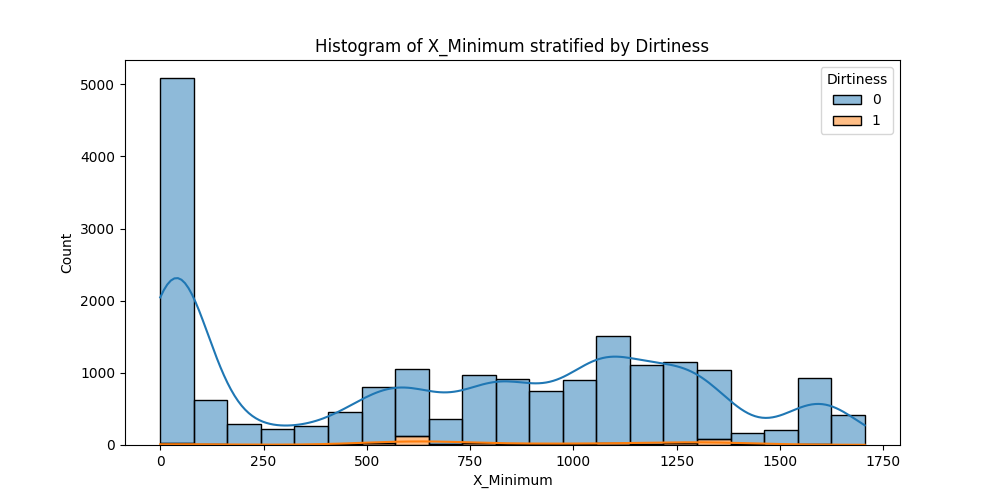 Histogram of X_Minimum stratified by Dirtiness
Dirtiness
0
1
5000
4000
3000
2000
1000
0
Count
0 250 500 750 1000 1250 1500 1750
X_Minimum